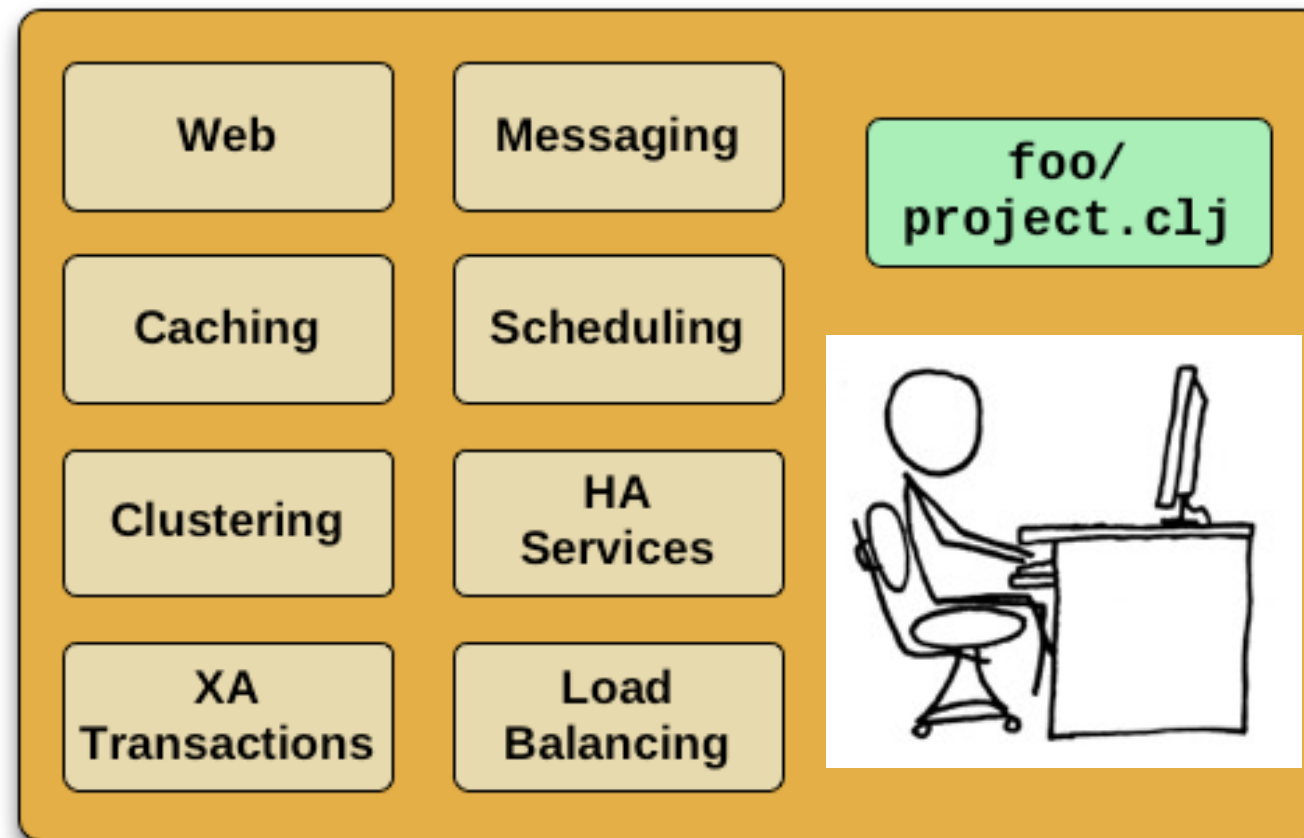 Web
Messaging
foo/
project.clj
Caching
Scheduling
Clustering
HA
Services
XA
Transactions
Load
Balancing